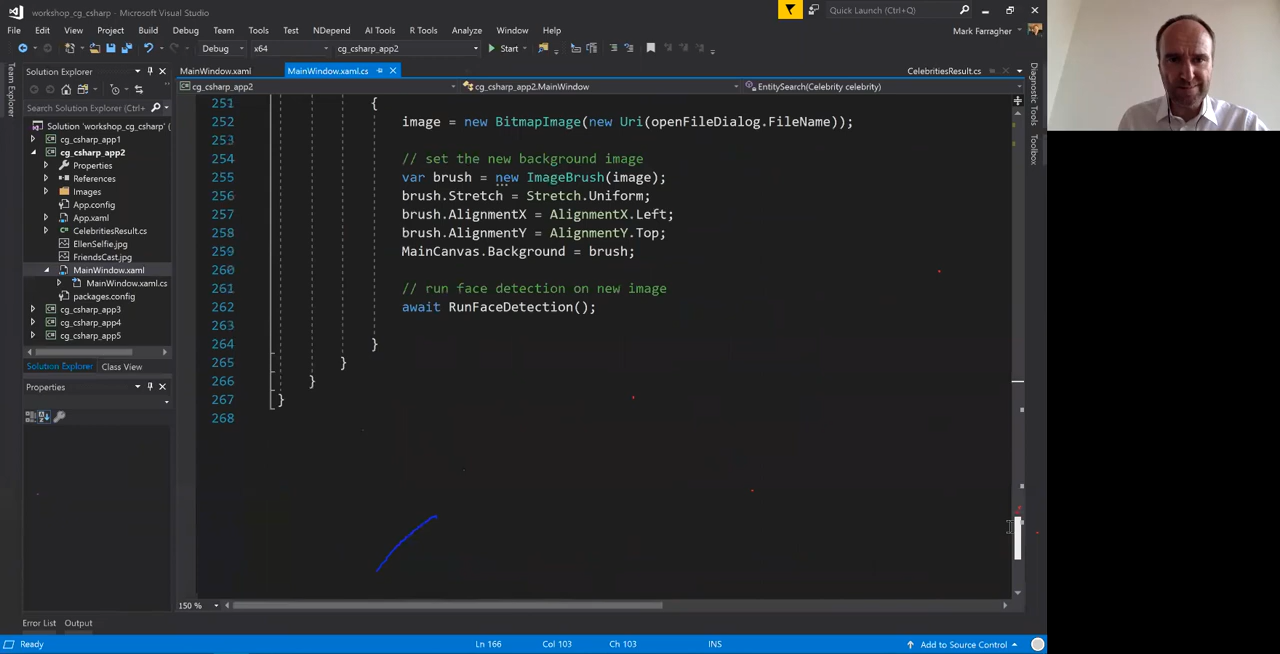 workshop_cg_csharp - Microsoft Visual Studio
Quick Launch (Ctrl+Q)
File Edit View Project Build Debug Team Tools Test NDepend AI Tools R Tools Analyze Window Help
Mark Farragher
Debug x64 cg_csharp_app2 Start
Team Explorer
Solution Explorer
Search Solution Explorer (Ctrl+
Solution 'workshop_cg_csharp' (
cg_csharp_app1
cg_csharp_app2
Properties
References
Images
App.config
App.xaml
CelebritiesResult.cs
EllenSelfie.jpg
FriendsCast.jpg
MainWindow.xaml
MainWindow.xaml.cs
packages.config
cg_csharp_app3
cg_csharp_app4
cg_csharp_app5
Solution Explorer Class View
Properties
MainWindow.xaml MainWindow.xaml.cs CelebritiesResult.cs
cg_csharp_app2 cg_csharp_app2.MainWindow EntitySearch(Celebrity celebrity)
251 {
252 image = new BitmapImage(new Uri(openFileDialog.FileName));
253
254 // set the new background image
255 var brush = new ImageBrush(image);
256 brush.Stretch = Stretch.Uniform;
257 brush.AlignmentX = AlignmentX.Left;
258 brush.AlignmentY = AlignmentY.Top;
259 MainCanvas.Background = brush;
260
261 // run face detection on new image
262 await RunFaceDetection();
263
264 }
265 }
266 }
267 }
268
150 %
Diagnostic Tools
Toolbox
Error List Output
Ready Ln 166 Col 103 Ch 103 INS Add to Source Control